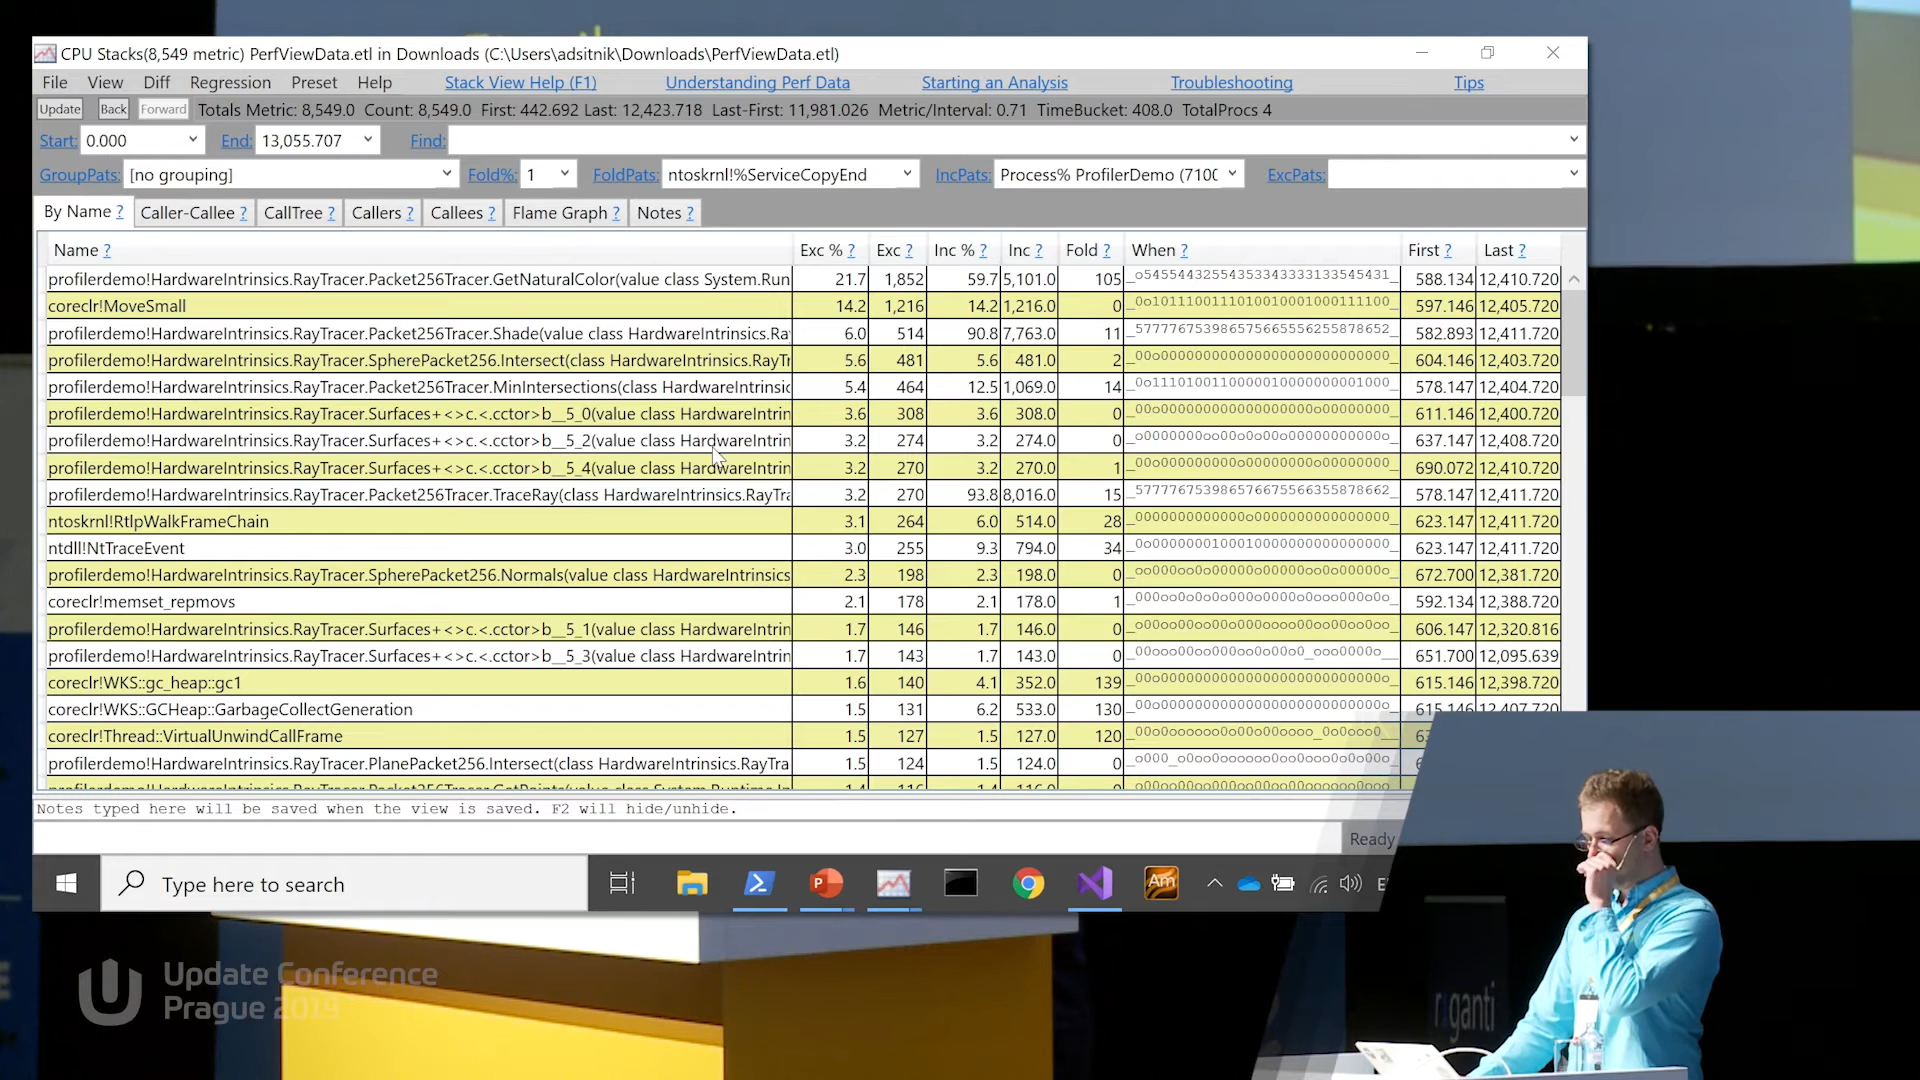 CPU Stacks(8,549 metric) PerfViewData.etl in Downloads (C:\Users\adsitnik\Downloads\PerfViewData.etl)
File View Diff Regression Preset Help Stack View Help (F1) Understanding Perf Data Starting an Analysis Troubleshooting Tips
Update Back Forward Totals Metric: 8,549.0 Count: 8,549.0 First: 442.692 Last: 12,423.718 Last-First: 11,981.026 Metric/Interval: 0.71 TimeBucket: 408.0 TotalProcs 4
Start: 0.000 End: 13,055.707 Find:
GroupPats: [no grouping] Fold%: 1 FoldPats: ntoskrnl!%ServiceCopyEnd IncPats: Process% ProfilerDemo (710 ExcPats:
By Name ? Caller-Callee ? CallTree ? Callers ? Callees ? Flame Graph ? Notes ?
Name ? Exc % ? Exc ? Inc % ? Inc ? Fold ? When ? First ? Last ?
profilerdemo!HardwareIntrinsics.RayTracer.Packet256Tracer.GetNaturalColor(value class System.Run 21.7 1,852 59.7 5,101.0 105 588.134 12,410.720
coreclr!MoveSmall 14.2 1,216 14.2 1,216.0 0 597.146 12,405.720
profilerdemo!HardwareIntrinsics.RayTracer.Packet256Tracer.Shade(value class HardwareIntrinsics.Ra 6.0 514 90.8 7,763.0 11 582.893 12,411.720
profilerdemo!HardwareIntrinsics.RayTracer.SpherePacket256.Intersect(class HardwareIntrinsics.RayTr 5.6 481 5.6 481.0 2 604.146 12,403.720
profilerdemo!HardwareIntrinsics.RayTracer.Packet256Tracer.MinIntersections(class HardwareIntrinsic 5.4 464 12.5 1,069.0 14 578.147 12,404.720
profilerdemo!HardwareIntrinsics.RayTracer.Surfaces+<>c.<.cctor>b__5_0(value class HardwareIntrin 3.6 308 3.6 308.0 0 611.146 12,400.720
profilerdemo!HardwareIntrinsics.RayTracer.Surfaces+<>c.<.cctor>b__5_2(value class HardwareIntrin 3.2 274 3.2 274.0 0 637.147 12,408.720
profilerdemo!HardwareIntrinsics.RayTracer.Surfaces+<>c.<.cctor>b__5_4(value class HardwareIntrin 3.2 270 3.2 270.0 1 690.072 12,410.720
profilerdemo!HardwareIntrinsics.RayTracer.Packet256Tracer.TraceRay(class HardwareIntrinsics.RayTra 3.2 270 93.8 8,016.0 15 578.147 12,411.720
ntoskrnl!RtlpWalkFrameChain 3.1 264 6.0 514.0 28 623.147 12,411.720
ntdll!NtTraceEvent 3.0 255 9.3 794.0 34 623.147 12,411.720
profilerdemo!HardwareIntrinsics.RayTracer.SpherePacket256.Normals(value class HardwareIntrinsics 2.3 198 2.3 198.0 0 672.700 12,381.720
coreclr!memset_repmovs 2.1 178 2.1 178.0 1 592.134 12,388.720
profilerdemo!HardwareIntrinsics.RayTracer.Surfaces+<>c.<.cctor>b__5_1(value class HardwareIntrin 1.7 146 1.7 146.0 0 606.147 12,320.816
profilerdemo!HardwareIntrinsics.RayTracer.Surfaces+<>c.<.cctor>b__5_3(value class HardwareIntrin 1.7 143 1.7 143.0 0 651.700 12,095.639
coreclr!WKS::gc_heap::gc1 1.6 140 4.1 352.0 139 615.146 12,398.720
coreclr!WKS::GCHeap::GarbageCollectGeneration 1.5 131 6.2 533.0 130 615.146 12,407.720
coreclr!Thread::VirtualUnwindCallFrame 1.5 127 1.5 127.0 120
profilerdemo!HardwareIntrinsics.RayTracer.PlanePacket256.Intersect(class HardwareIntrinsics.RayTra 1.5 124 1.5 124.0 0
Notes typed here will be saved when the view is saved. F2 will hide/unhide.
Ready
Type here to search
Update Conference
Prague 2019
riganti